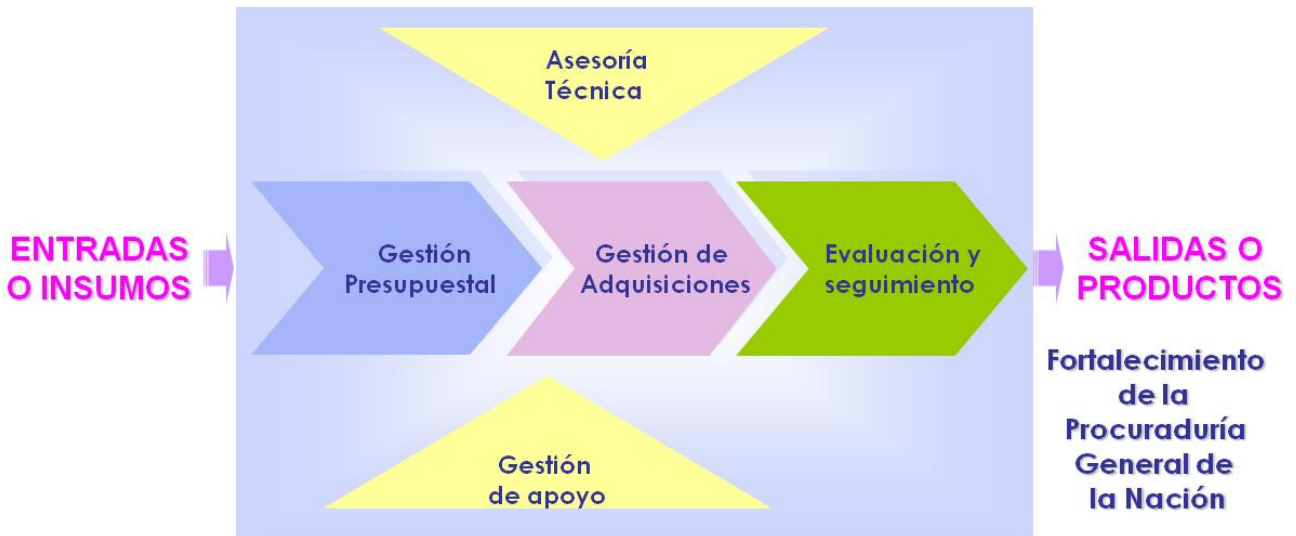 Asesoría
Técnica
ENTRADAS
O INSUMOS
Gestión
Presupuestal
Gestión de
Adquisiciones
Evaluación y
seguimiento
SALIDAS O
PRODUCTOS
Fortalecimiento
de la
Procuraduría
General de
la Nación
Gestión
de apoyo